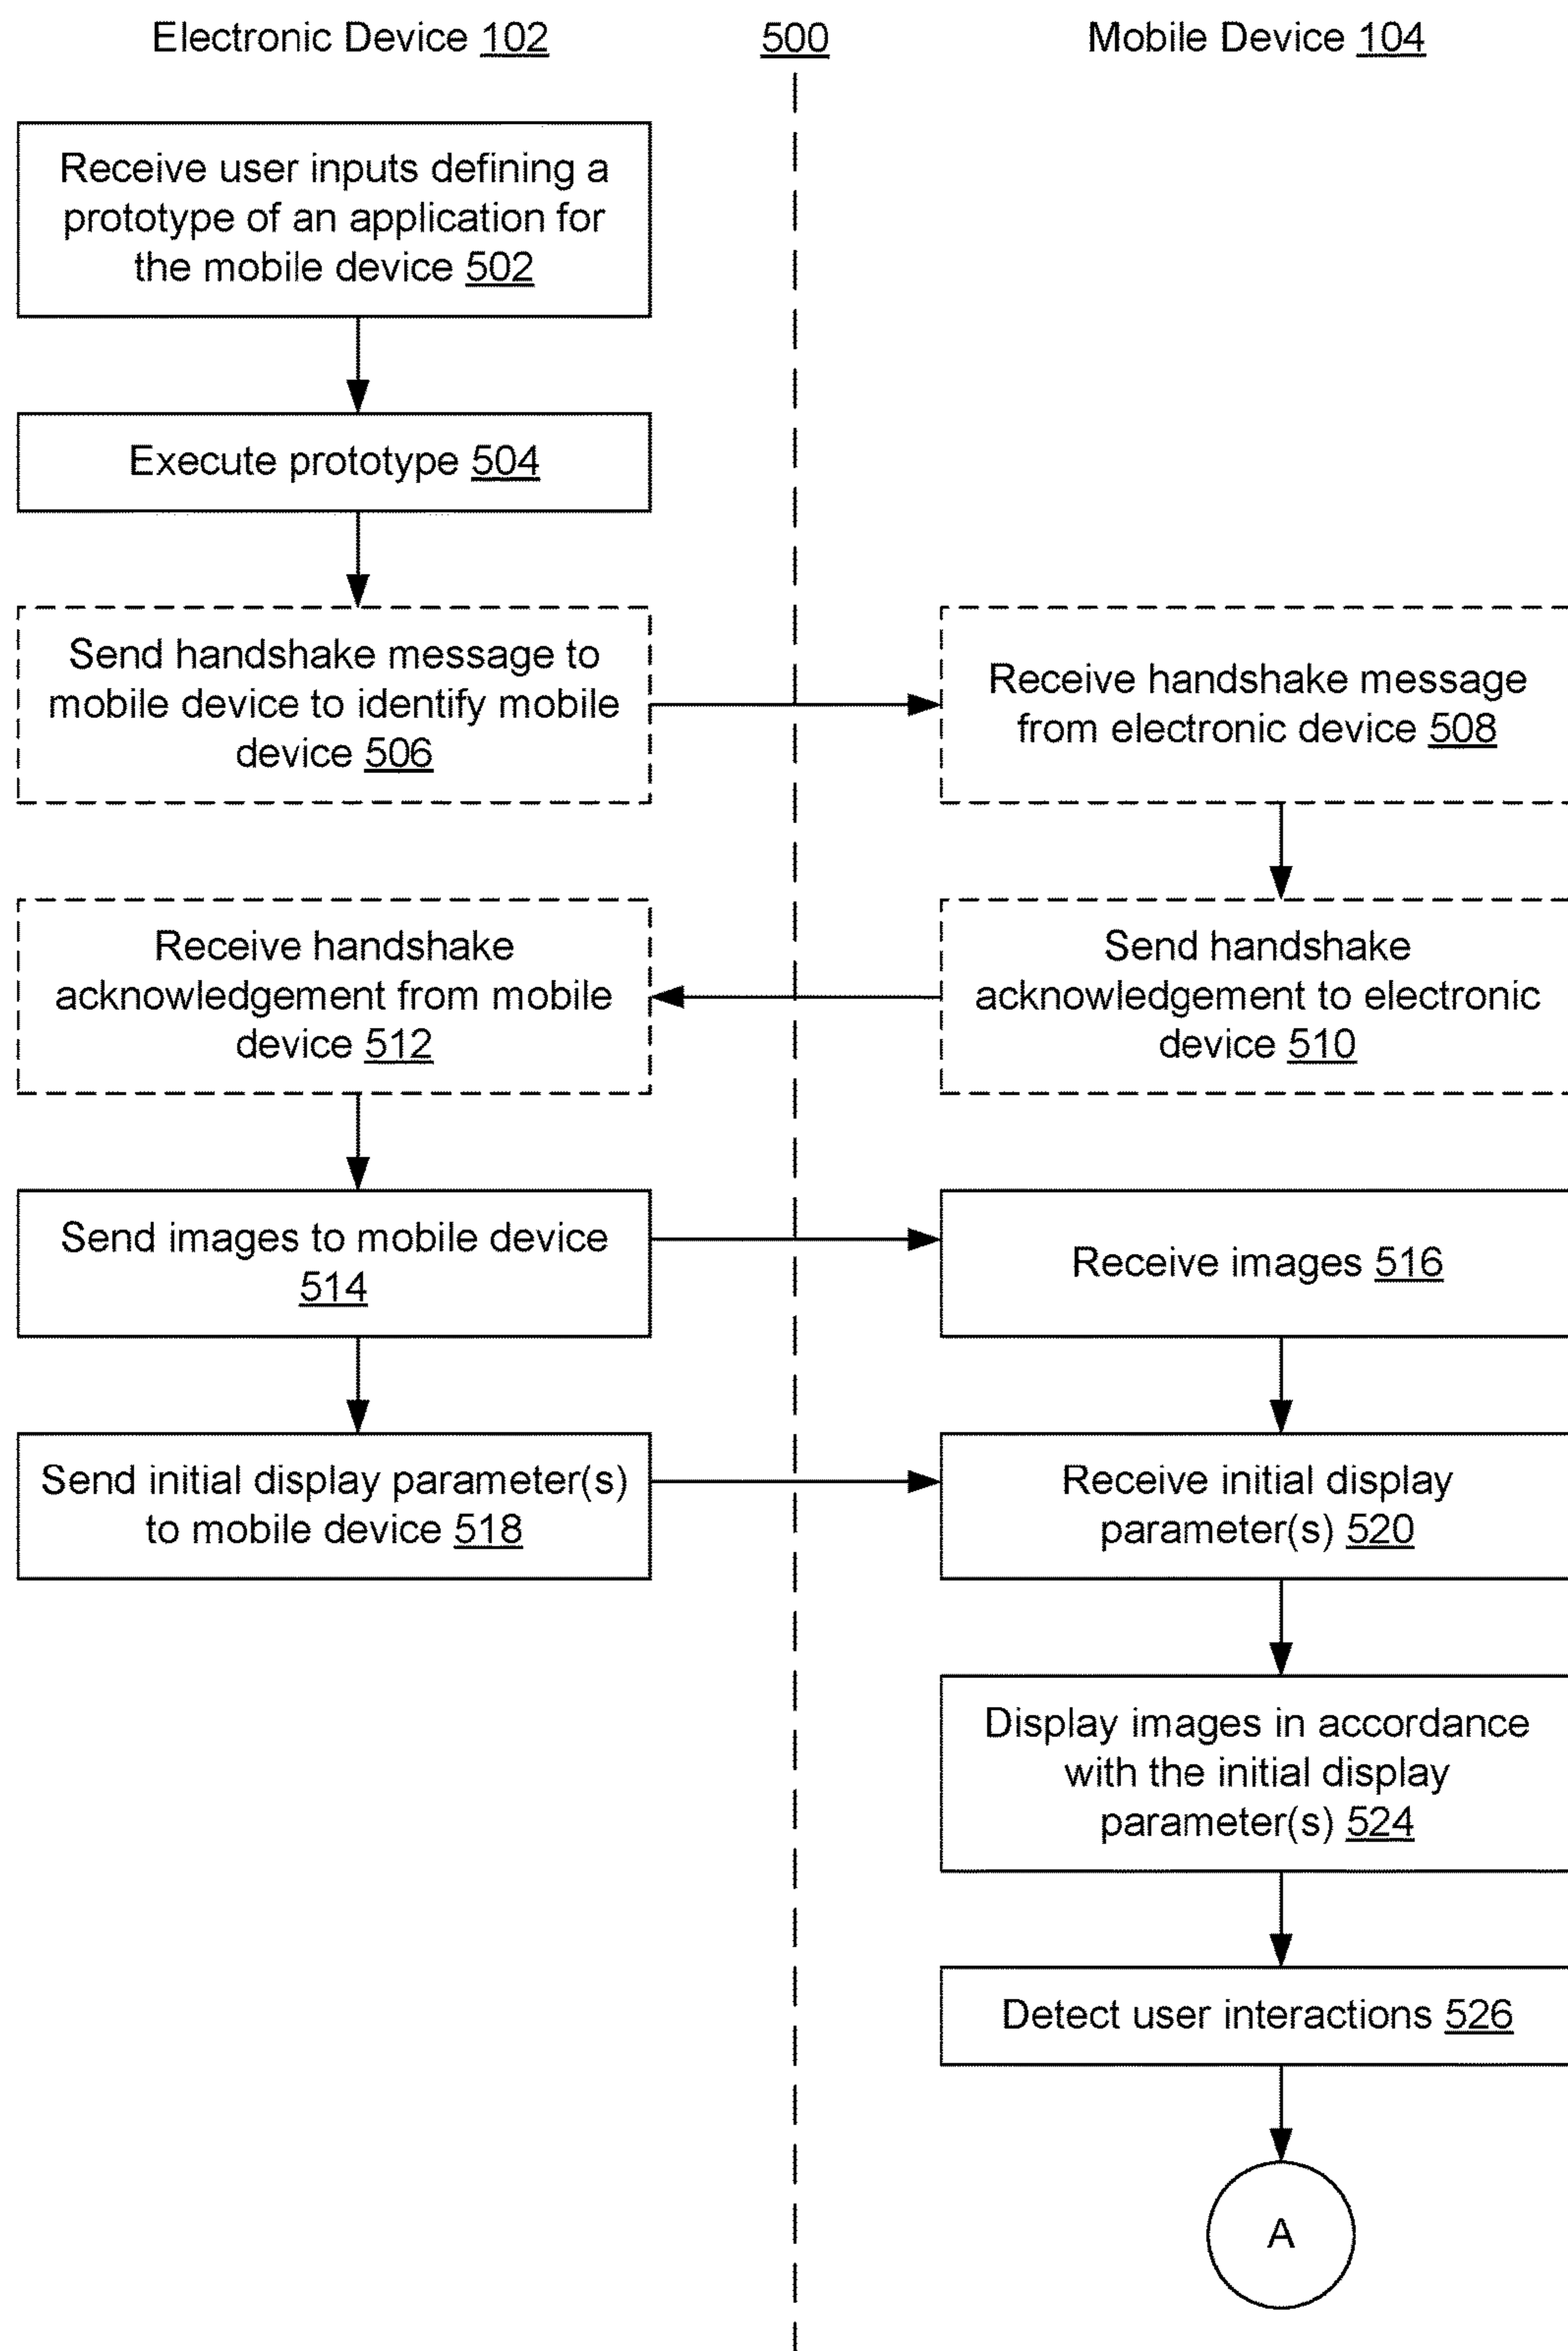 Electronic Device 102
500
Mobile Device 104
Receive user inputs defining a
prototype of an application for
the mobile device 502
Execute prototype 504
Send handshake message to
mobile device to identify mobile
device 506
Receive handshake message
from electronic device 508
Receive handshake
acknowledgement from mobile
device 512
Send handshake
acknowledgement to electronic
device 510
Send images to mobile device
514
Receive images 516
Send initial display parameter(s)
to mobile device 518
Receive initial display
parameter(s) 520
Display images in accordance
with the initial display
parameter(s) 524
Detect user interactions 526
A